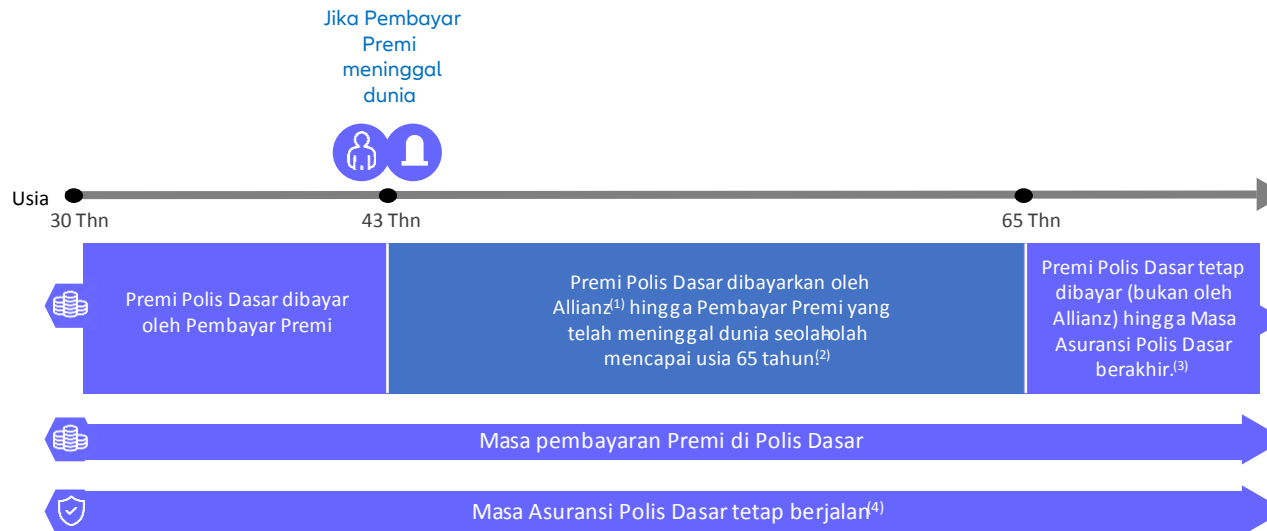 Jika Pembayar
Premi
meninggal
dunia
Usia
30 Thn
43 Thn
65 Thn
Premi Polis Dasar dibayar
oleh Pembayar Premi
Premi Polis Dasar dibayarkan oleh
Allianz(1) hingga Pembayar Premi yang
telah meninggal dunia seolah-olah
mencapai usia 65 tahun.(2)
Premi Polis Dasar tetap
dibayar (bukan oleh
Allianz) hingga Masa
Asuransi Polis Dasar
berakhir.(3)
Masa pembayaran Premi di Polis Dasar
Masa Asuransi Polis Dasar tetap berjalan(4)